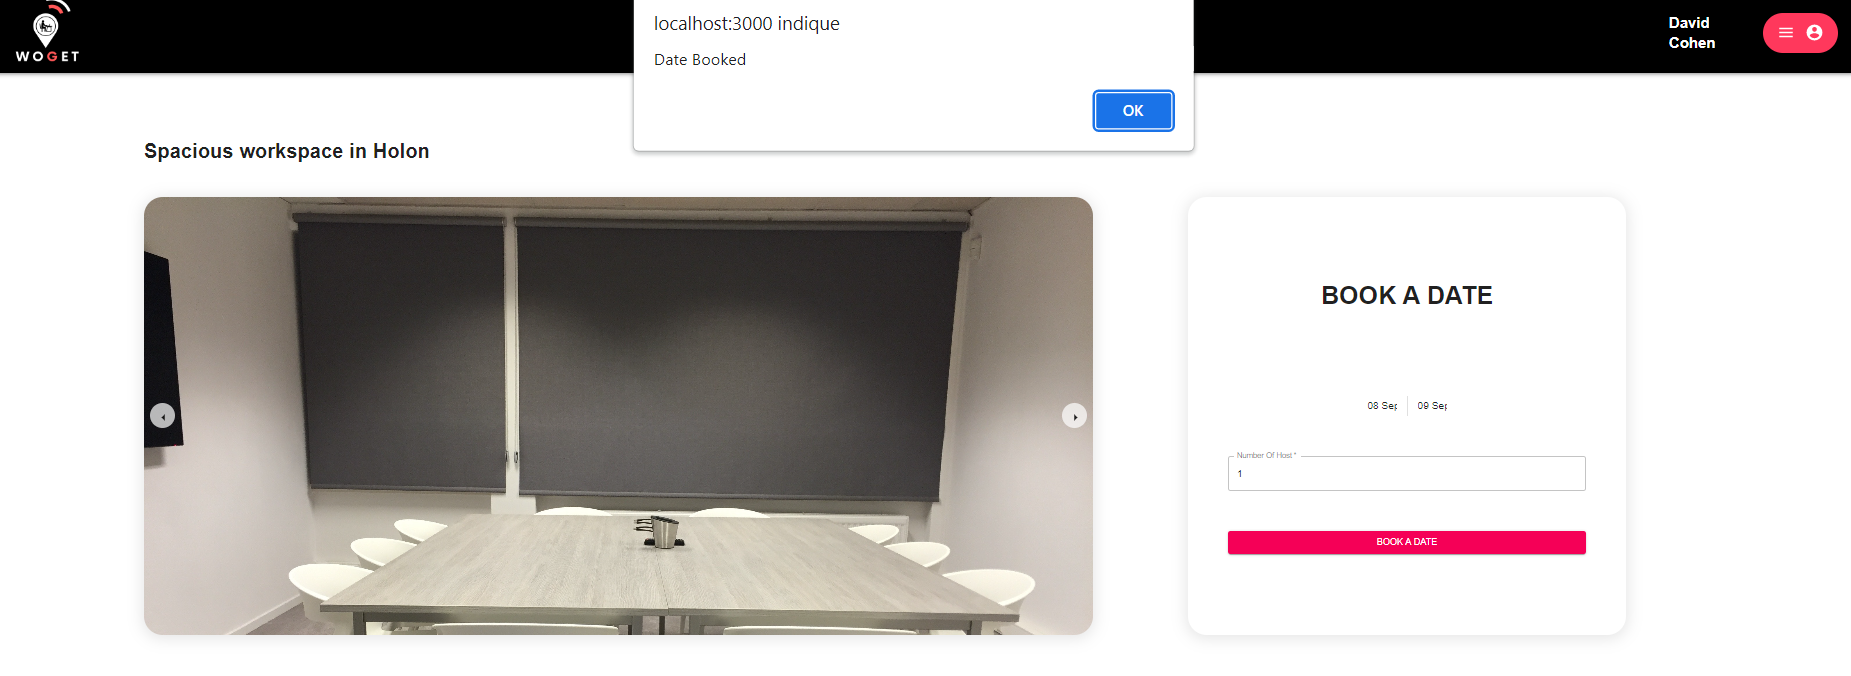 WOGET
localhost:3000 indique
Date Booked
OK
David
Cohen
Spacious workspace in Holon
BOOK A DATE
08 Sep
09 Sep
Number Of Host *
1
BOOK A DATE